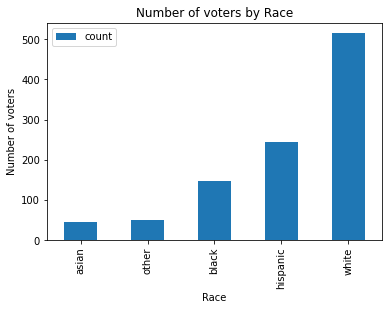 Number of voters by Race
count
Number of voters
500
400
300
200
100
0
asian
other
black
hispanic
white
Race